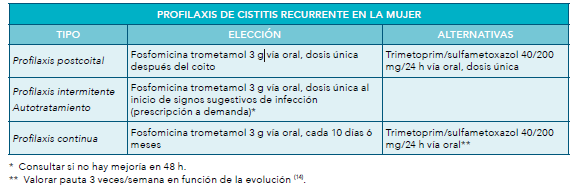 PROFILAXIS DE CISTITIS RECURRENTE EN LA MUJER
TIPO ELECCIÓN ALTERNATIVAS
Profilaxis postcoital
Fosfomicina trometamol 3 g vía oral, dosis única
después del coito
Trimetoprim/sulfametoxazol 40/200
mg/24 h vía oral, dosis única
Profilaxis intermitente
Autotratamiento
Fosfomicina trometamol 3 g vía oral, dosis única al
inicio de signos sugestivos de infección
(prescripción a demanda)*
Profilaxis continua
Fosfomicina trometamol 3 g vía oral, cada 10 días 6
meses
Trimetoprim/sulfametoxazol 40/200
mg/24 h vía oral**
* Consultar si no hay mejoría en 48 h.
** Valorar pauta 3 veces/semana en función de la evolución (14).